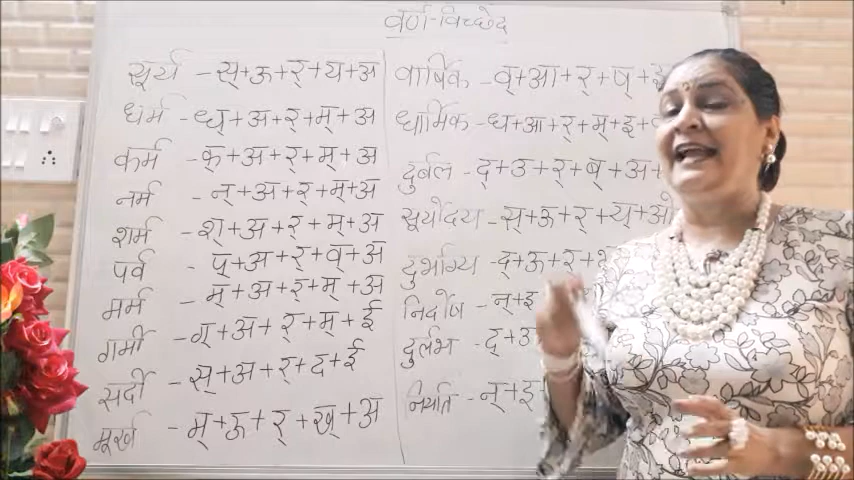 वर्ण-विच्छेद
सूर्य - स्+ऊ+र्+य+अ
धर्म - ध्+अ+र्+म्+अ
कर्म - क्+अ+र्+म्+अ
नर्म - न्+अ+र्+म्+अ
शर्म - श्+अ+र्+म्+अ
पर्व - प्+अ+र्+व्+अ
मर्म - म्+अ+र्+म्+अ
गर्मी - ग्+अ+र्+म्+ई
सर्दी - स्+अ+र्+द+ई
मूर्ख - म्+ऊ+र्+ख्+अ
वार्षिक - व्+आ+र्+ष्+इ
धार्मिक - ध+आ+र्+म्+इ+
दुर्बल - द्+उ+र्+ब्+अ+
सूर्योदय - स्+ऊ+र्+य्+ओ
दुर्भाग्य - द्+ऊ+र्+
निर्दोष - न्+इ
दुर्लभ - द्+उ
निर्यात - न्+इ